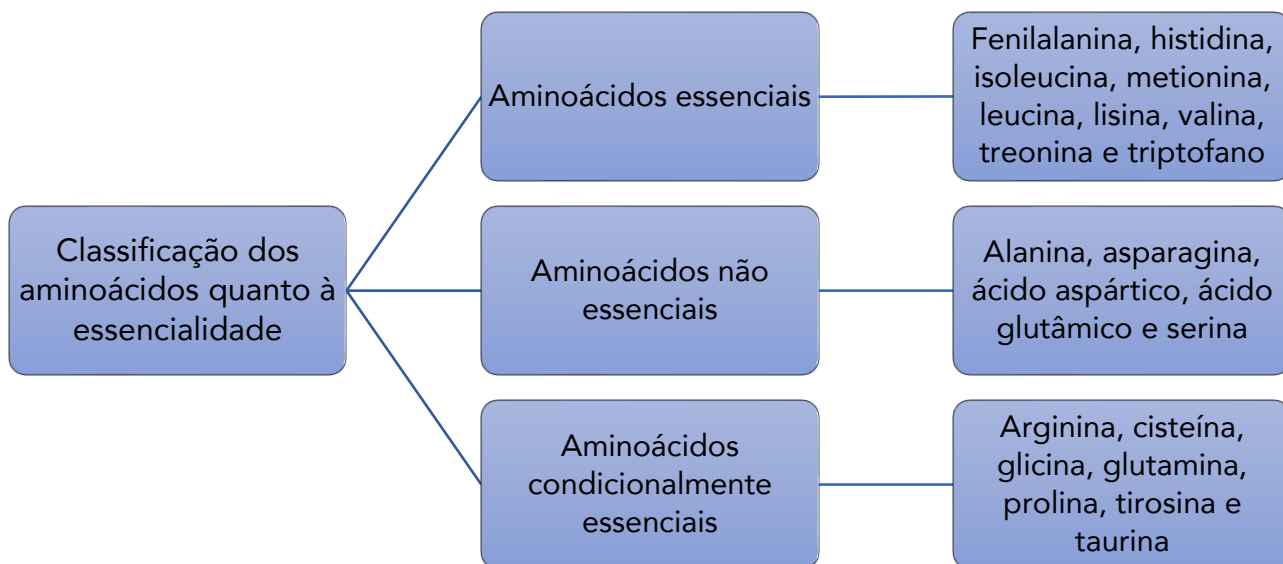 Classificação dos
aminoácidos quanto à
essencialidade
Aminoácidos essenciais
Fenilalanina, histidina,
isoleucina, metionina,
leucina, lisina, valina,
treonina e triptofano
Aminoácidos não
essenciais
Alanina, asparagina,
ácido aspártico, ácido
glutâmico e serina
Aminoácidos
condicionalmente
essenciais
Arginina, cisteína,
glicina, glutamina,
prolina, tirosina e
taurina